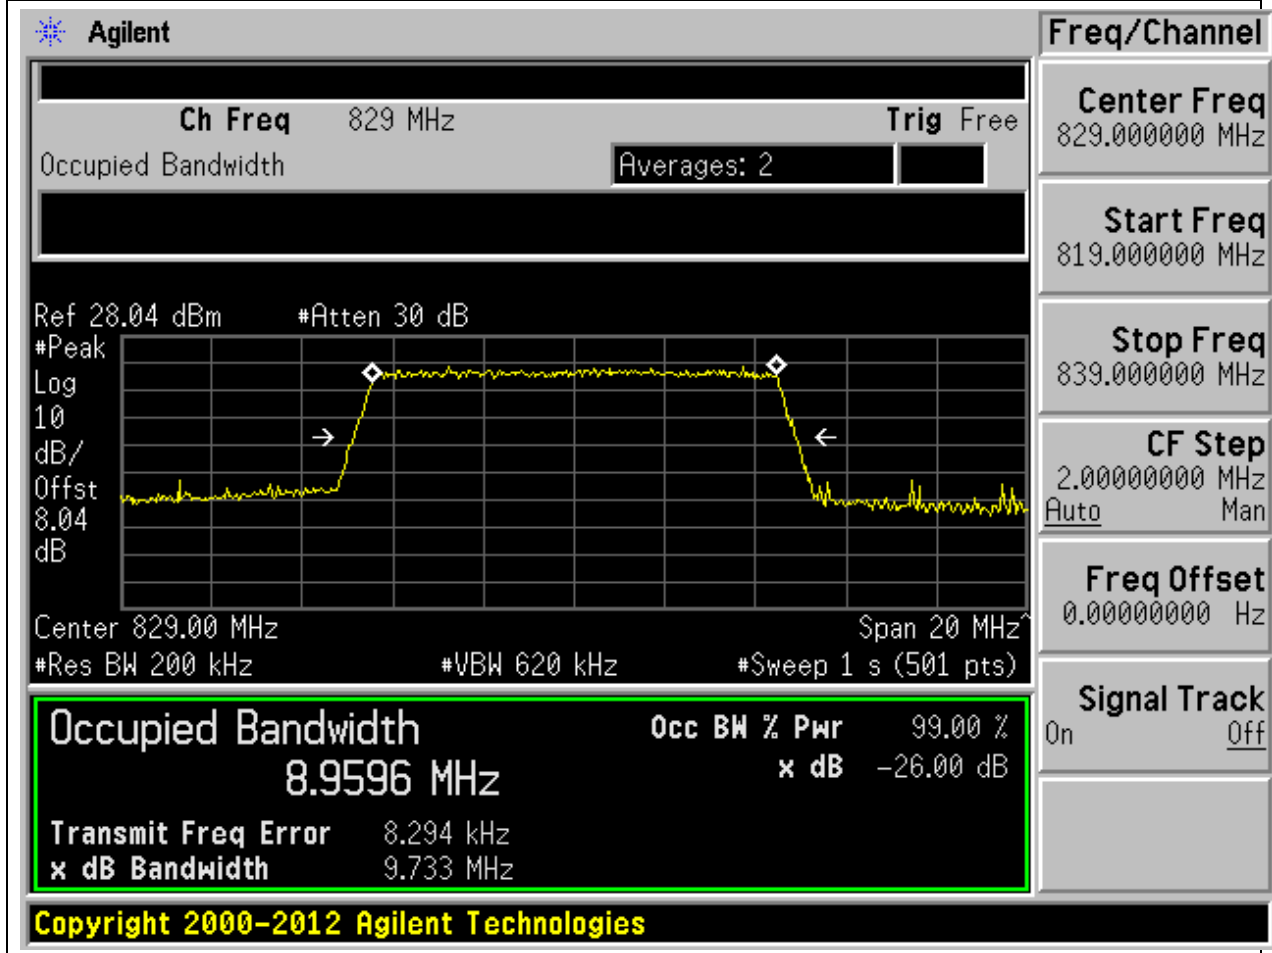 Agilent
Freq/Channel
Ch Freq 829 MHz Trig Free
Occupied Bandwidth Averages: 2
Center Freq
829.000000 MHz
Start Freq
819.000000 MHz
Stop Freq
839.000000 MHz
CF Step
2.00000000 MHz
Auto Man
Freq Offset
0.00000000 Hz
Signal Track
On Off
Ref 28.04 dBm #Atten 30 dB
#Peak
Log
10
dB/
Offst
8.04
dB
Center 829.00 MHz Span 20 MHz^
#Res BW 200 kHz #VBW 620 kHz #Sweep 1 s (501 pts)
Occupied Bandwidth Occ BW % Pwr 99.00 %
8.9596 MHz x dB -26.00 dB
Transmit Freq Error 8.294 kHz
x dB Bandwidth 9.733 MHz
Copyright 2000-2012 Agilent Technologies